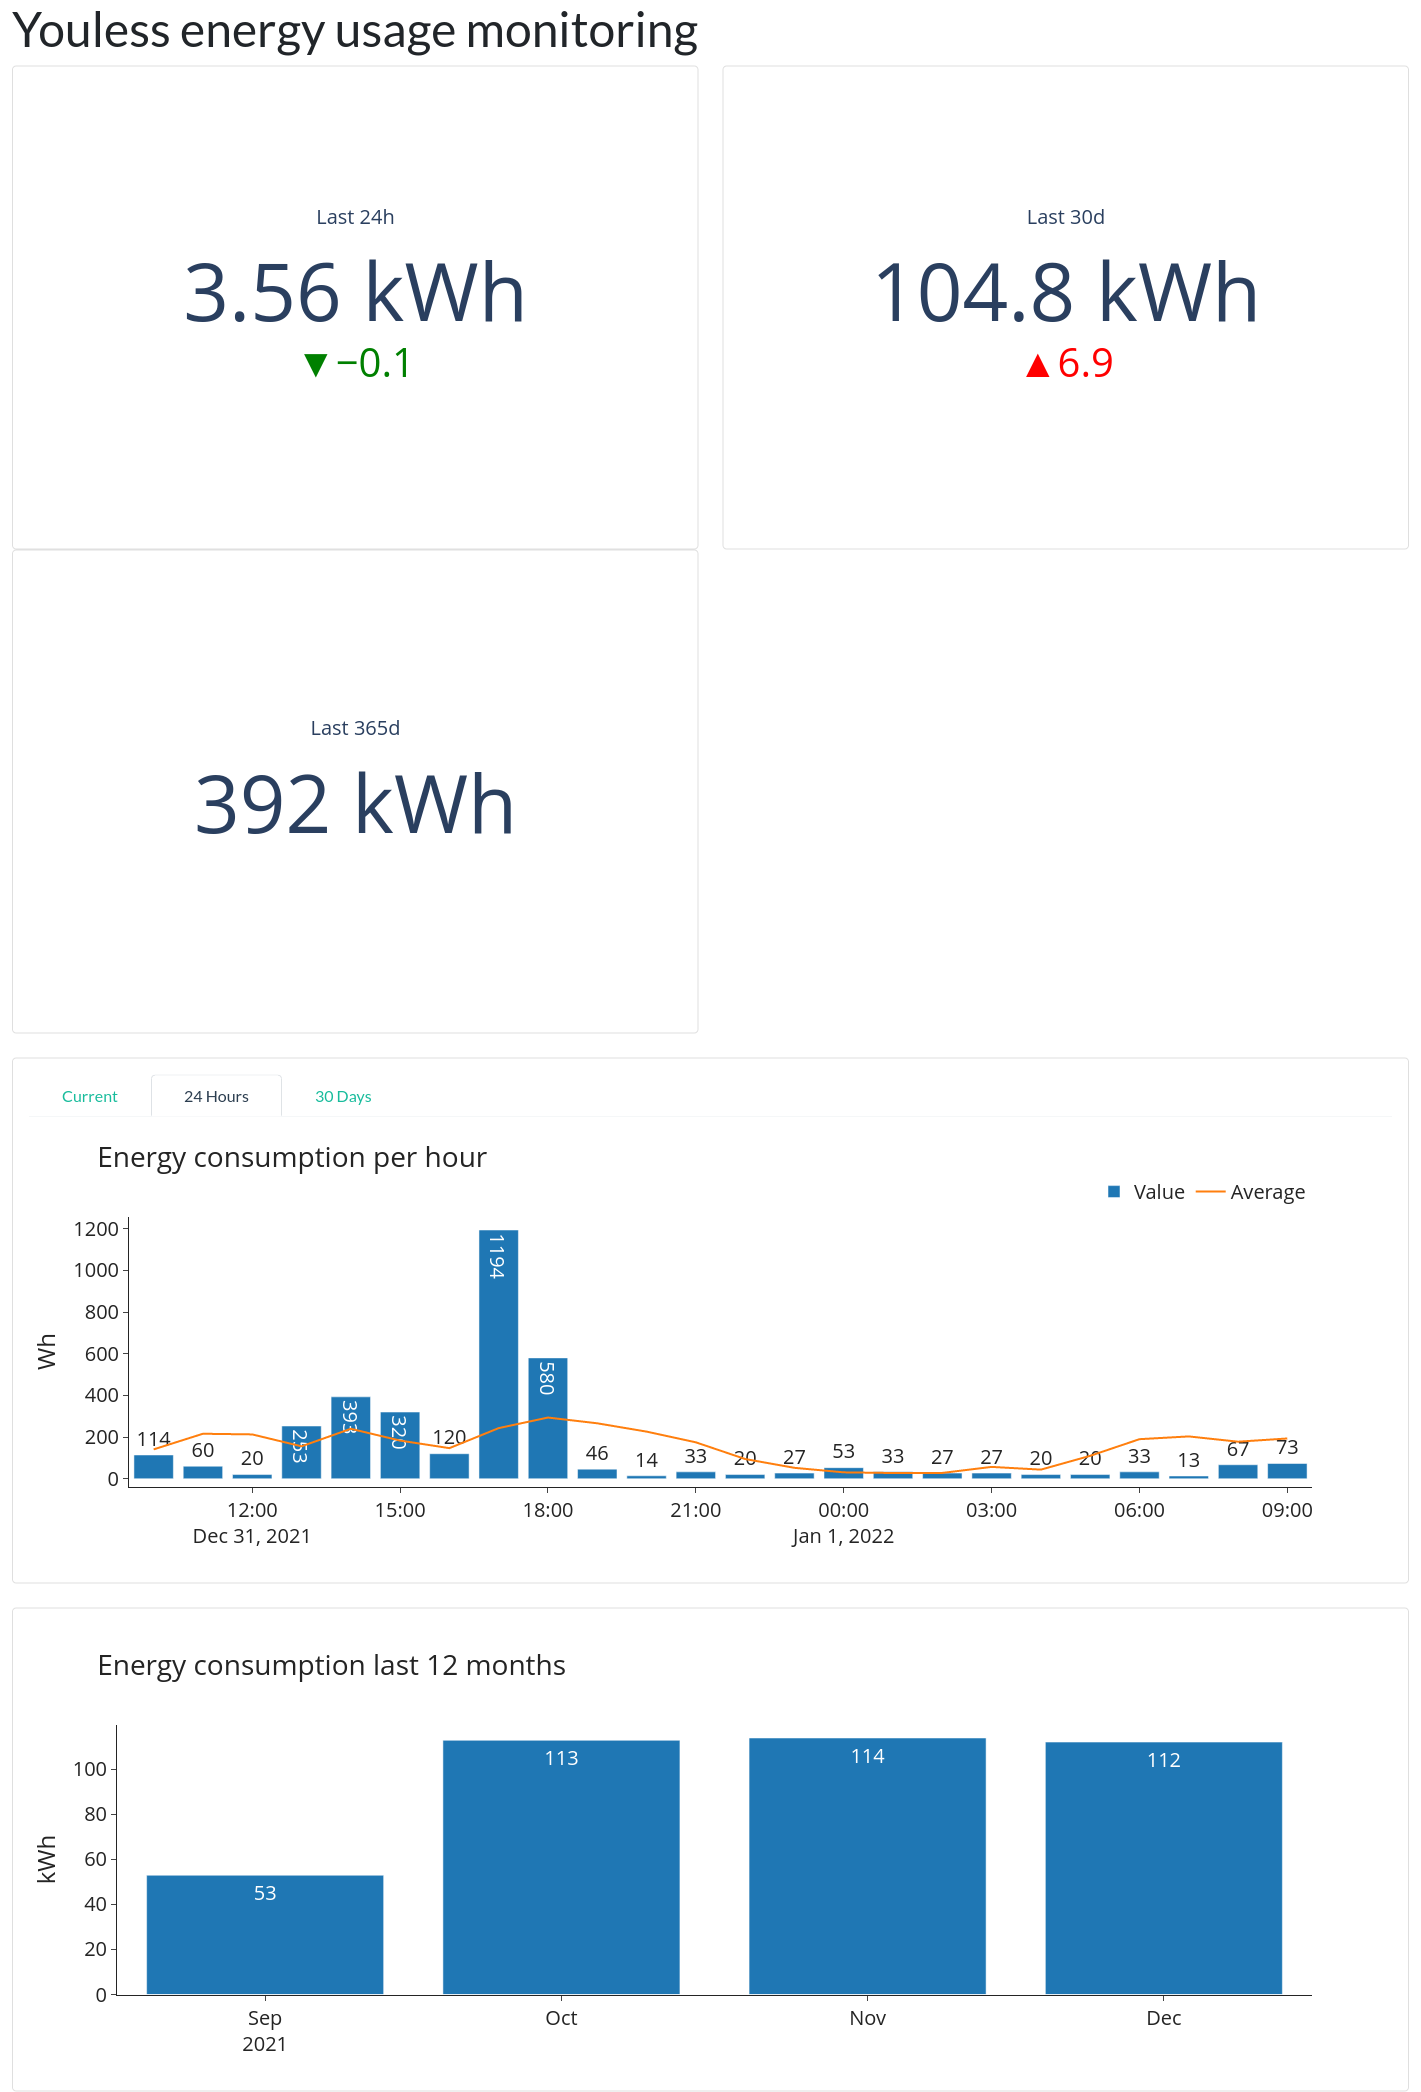 Youless energy usage monitoring
Last 24h
3.56 kWh
▼−0.1
Last 30d
104.8 kWh
▲6.9
Last 365d
392 kWh
Current
24 Hours
30 Days
Energy consumption per hour
Value
Average
Wh
1200
1000
800
600
400
200
0
114
60
20
253
393
320
120
1194
580
46
14
33
20
27
53
33
27
27
20
20
33
13
67
73
12:00
15:00
18:00
21:00
00:00
03:00
06:00
09:00
Dec 31, 2021
Jan 1, 2022
Energy consumption last 12 months
kWh
100
80
60
40
20
0
53
113
114
112
Sep
Oct
Nov
Dec
2021